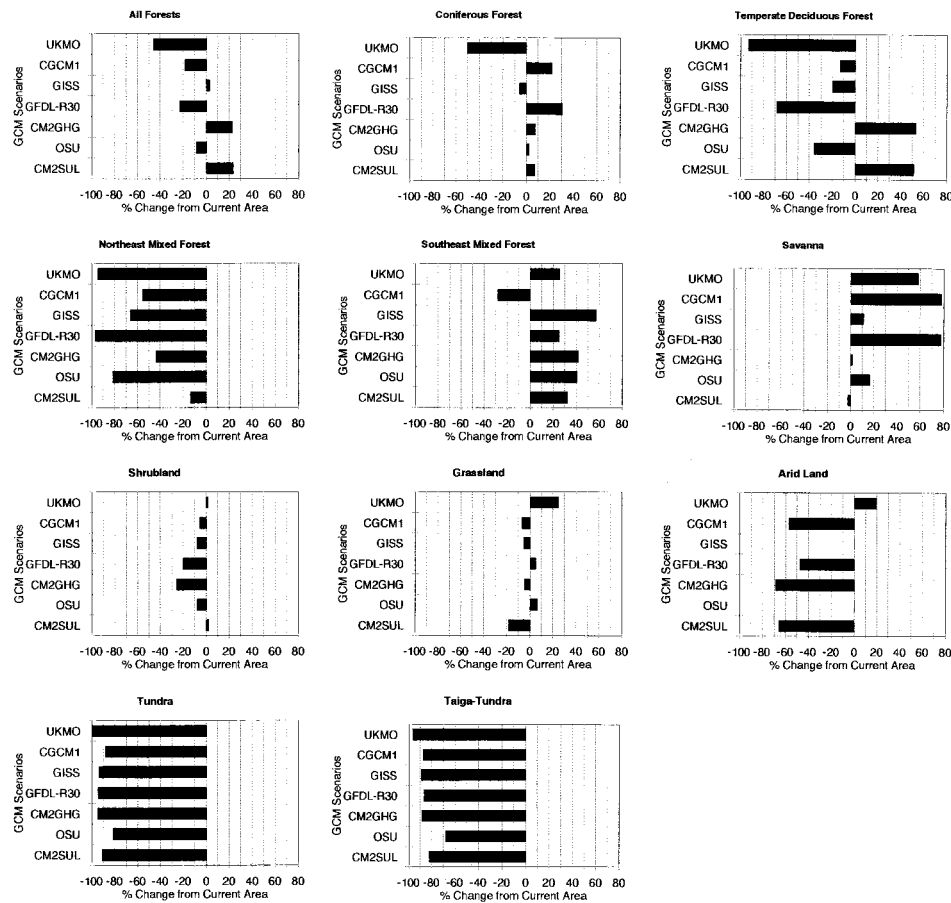 All Forests
GCM Scenarios
UKMO
CGCM1
GISS
GFDL-R30
CM2GHG
OSU
CM2SUL
-100 -80 -60 -40 -20 0 20 40 60 80
% Change from Current Area
Coniferous Forest
GCM Scenarios
UKMO
CGCM1
GISS
GFDL-R30
CM2GHG
OSU
CM2SUL
-100 -80 -60 -40 -20 0 20 40 60 80
% Change from Current Area
Temperate Deciduous Forest
GCM Scenarios
UKMO
CGCM1
GISS
GFDL-R30
CM2GHG
OSU
CM2SUL
-100 -80 -60 -40 -20 0 20 40 60 80
% Change from Current Area
Northeast Mixed Forest
GCM Scenarios
UKMO
CGCM1
GISS
GFDL-R30
CM2GHG
OSU
CM2SUL
-100 -80 -60 -40 -20 0 20 40 60 80
% Change from Current Area
Southeast Mixed Forest
GCM Scenarios
UKMO
CGCM1
GISS
GFDL-R30
CM2GHG
OSU
CM2SUL
-100 -80 -60 -40 -20 0 20 40 60 80
% Change from Current Area
Savanna
GCM Scenarios
UKMO
CGCM1
GISS
GFDL-R30
CM2GHG
OSU
CM2SUL
-100 -80 -60 -40 -20 0 20 40 60 80
% Change from Current Area
Shrubland
GCM Scenarios
UKMO
CGCM1
GISS
GFDL-R30
CM2GHG
OSU
CM2SUL
-100 -80 -60 -40 -20 0 20 40 60 80
% Change from Current Area
Grassland
GCM Scenarios
UKMO
CGCM1
GISS
GFDL-R30
CM2GHG
OSU
CM2SUL
-100 -80 -60 -40 -20 0 20 40 60 80
% Change from Current Area
Arid Land
GCM Scenarios
UKMO
CGCM1
GISS
GFDL-R30
CM2GHG
OSU
CM2SUL
-100 -80 -60 -40 -20 0 20 40 60 80
% Change from Current Area
Tundra
GCM Scenarios
UKMO
CGCM1
GISS
GFDL-R30
CM2GHG
OSU
CM2SUL
-100 -80 -60 -40 -20 0 20 40 60 80
% Change from Current Area
Taiga-Tundra
GCM Scenarios
UKMO
CGCM1
GISS
GFDL-R30
CM2GHG
OSU
CM2SUL
-100 -80 -60 -40 -20 0 20 40 60 80
% Change from Current Area